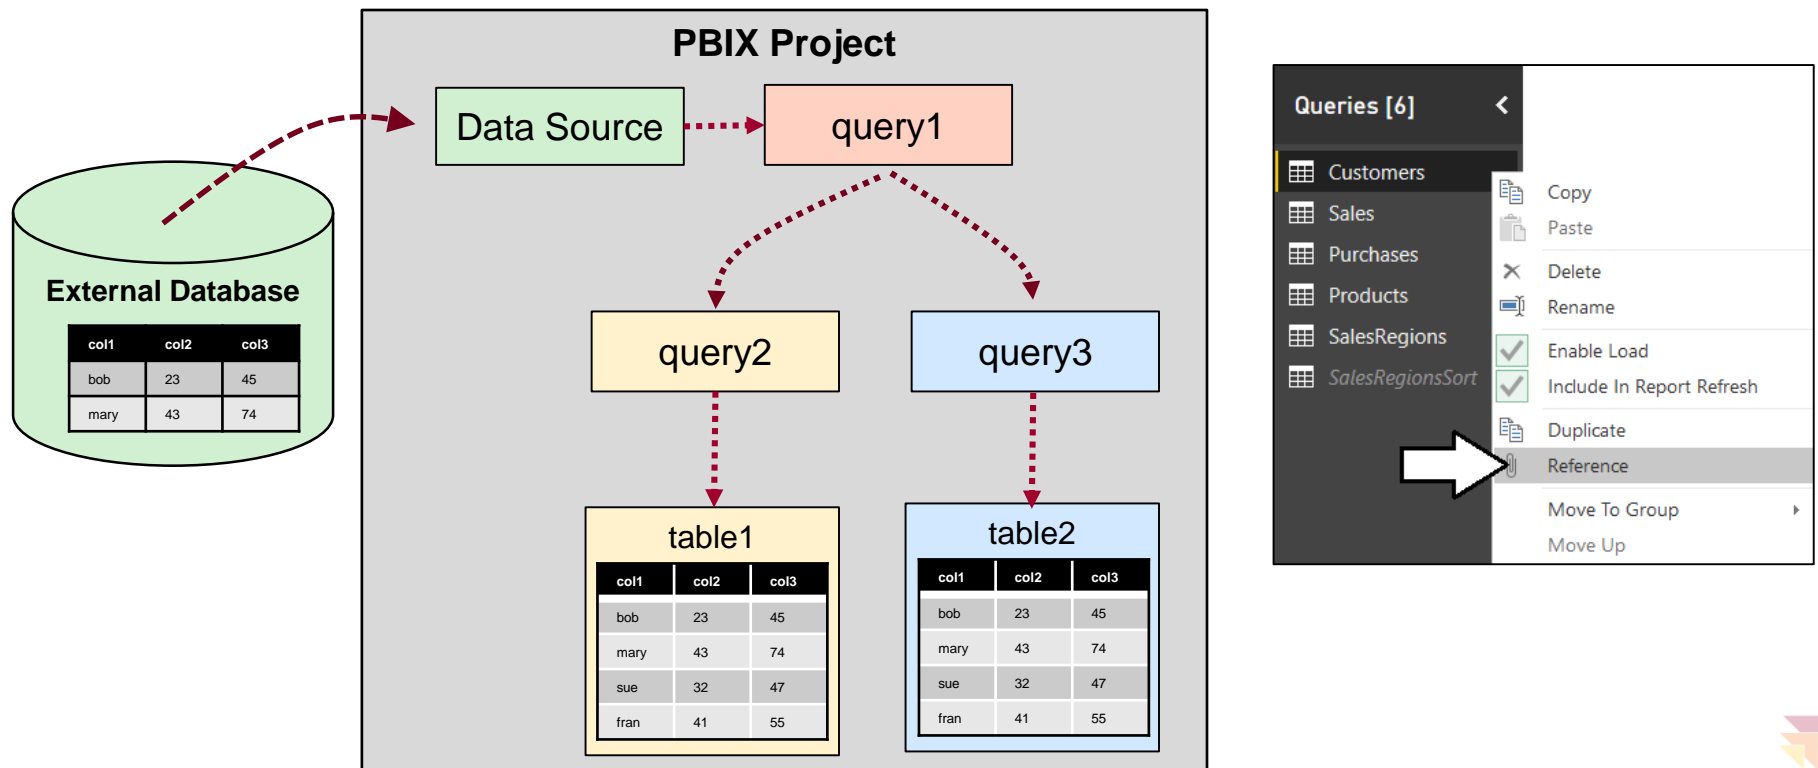 PBIX Project
Data Source
query1
External Database
col1 col2 col3
bob 23 45
mary 43 74
query2
query3
table1
col1 col2 col3
bob 23 45
mary 43 74
sue 32 47
fran 41 55
table2
col1 col2 col3
bob 23 45
mary 43 74
sue 32 47
fran 41 55
Queries [6]
Customers
Sales
Purchases
Products
SalesRegions
SalesRegionsSort
Copy
Paste
Delete
Rename
Enable Load
Include In Report Refresh
Duplicate
Reference
Move To Group
Move Up